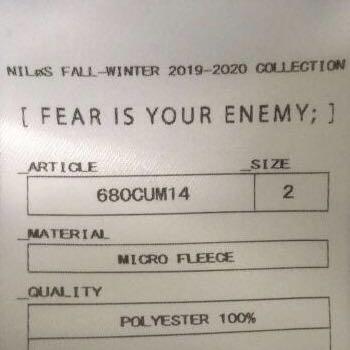 NILøS FALL-WINTER 2019-2020 COLLECTION
[ FEAR IS YOUR ENEMY; ]
_ARTICLE _SIZE
680CUM14 2
_MATERIAL
MICRO FLEECE
_QUALITY
POLYESTER 100%